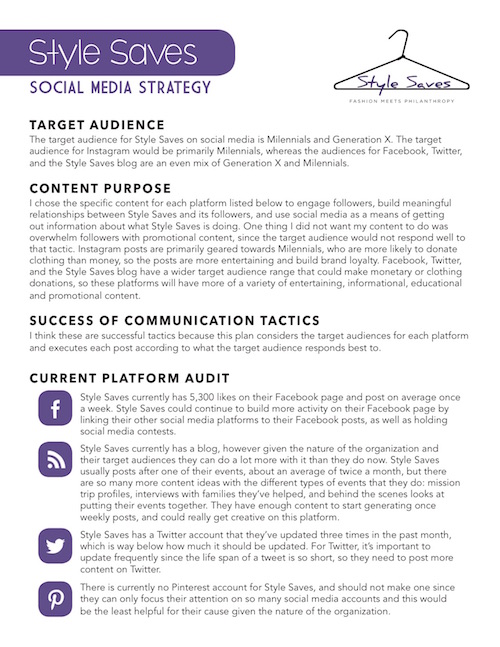 Style Saves
SOCIAL MEDIA STRATEGY
Style Saves
FASHION MEETS PHILANTHROPY
TARGET AUDIENCE
The target audience for Style Saves on social media is Milennials and Generation X. The target
audience for Instagram would be primarily Milennials, whereas the audiences for Facebook, Twitter,
and the Style Saves blog are an even mix of Generation X and Milennials.
CONTENT PURPOSE
I chose the specific content for each platform listed below to engage followers, build meaningful
relationships between Style Saves and its followers, and use social media as a means of getting
out information about what Style Saves is doing. One thing I did not want my content to do was
overwhelm followers with promotional content, since the target audience would not respond well to
that tactic. Instagram posts are primarily geared towards Milennials, who are more likely to donate
clothing than money, so the posts are more entertaining and build brand loyalty. Facebook, Twitter,
and the Style Saves blog have a wider target audience range that could make monetary or clothing
donations, so these platforms will have more of a variety of entertaining, informational, educational
and promotional content.
SUCCESS OF COMMUNICATION TACTICS
I think these are successful tactics because this plan considers the target audiences for each platform
and executes each post according to what the target audience responds best to.
CURRENT PLATFORM AUDIT
Style Saves currently has 5,300 likes on their Facebook page and post on average once
a week. Style Saves could continue to build more activity on their Facebook page by
linking their other social media platforms to their Facebook posts, as well as holding
social media contests.
Style Saves currently has a blog, however given the nature of the organization and
their target audiences they can do a lot more with it than they do now. Style Saves
usually posts after one of their events, about an average of twice a month, but there
are so many more content ideas with the different types of events that they do: mission
trip profiles, interviews with families they've helped, and behind the scenes looks at
putting their events together. They have enough content to start generating once
weekly posts, and could really get creative on this platform.
Style Saves has a Twitter account that they've updated three times in the past month,
which is way below how much it should be updated. For Twitter, it's important to
update frequently since the life span of a tweet is so short, so they need to post more
content on Twitter.
There is currently no Pinterest account for Style Saves, and should not make one since
they can only focus their attention on so many social media accounts and this would
be the least helpful for their cause given the nature of the organization.